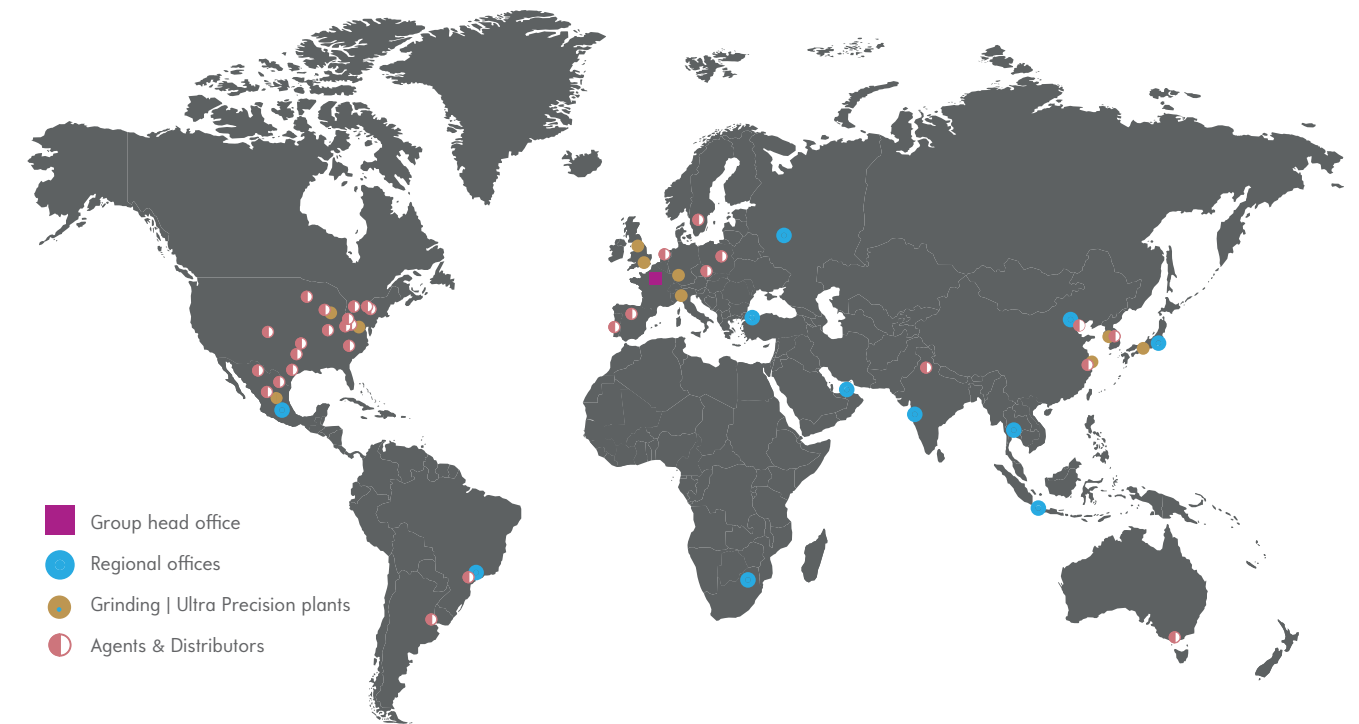 Group head office
Regional offices
Grinding | Ultra Precision plants
Agents & Distributors